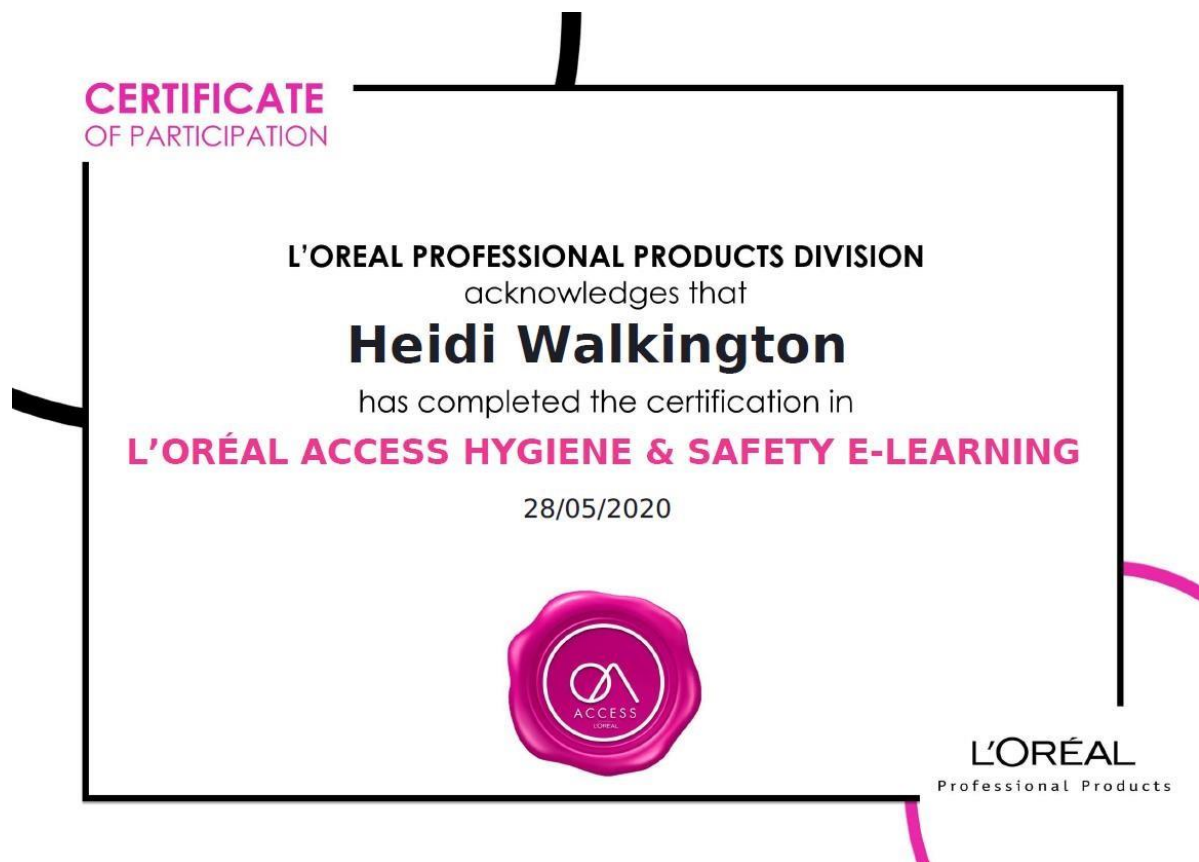 CERTIFICATE
OF PARTICIPATION
L'OREAL PROFESSIONAL PRODUCTS DIVISION
acknowledges that
Heidi Walkington
has completed the certification in
L'ORÉAL ACCESS HYGIENE & SAFETY E-LEARNING
28/05/2020
ACCESS
L'ORÉAL
L'ORÉAL
Professional Products